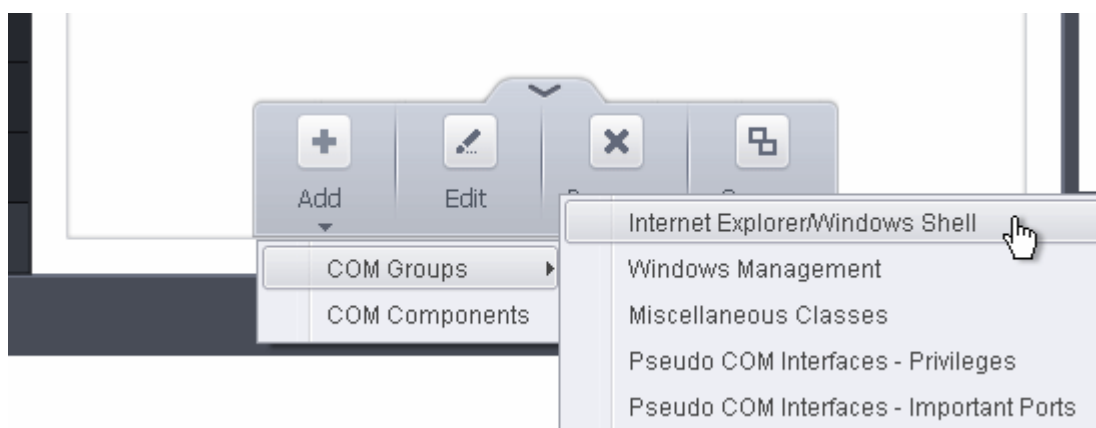 Add
Edit
Internet Explorer/Windows Shell
COM Groups
Windows Management
COM Components
Miscellaneous Classes
Pseudo COM Interfaces - Privileges
Pseudo COM Interfaces - Important Ports